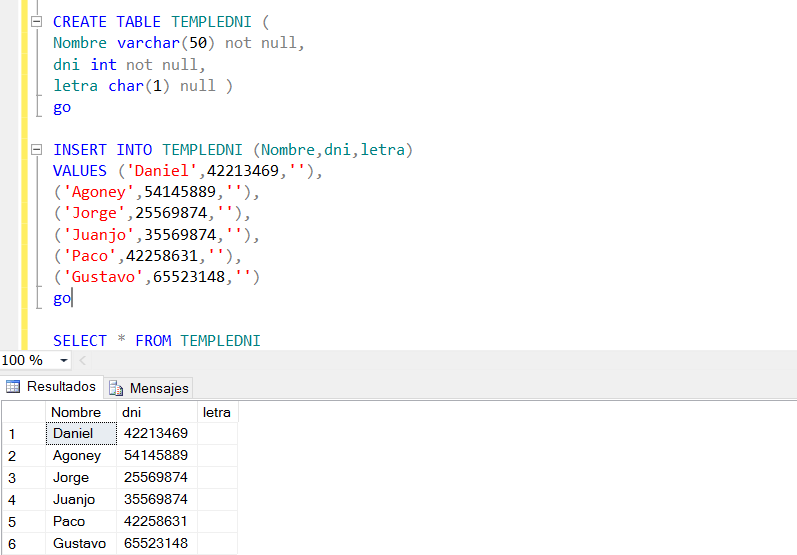 CREATE TABLE TEMPLEDNI (
Nombre varchar(50) not null,
dni int not null,
letra char(1) null )
go
INSERT INTO TEMPLEDNI (Nombre,dni,letra)
VALUES ('Daniel',42213469,''),
('Agoney',54145889,''),
('Jorge',25569874,''),
('Juanjo',35569874,''),
('Paco',42258631,''),
('Gustavo',65523148,'')
go
SELECT * FROM TEMPLEDNI
100 %
Resultados Mensajes
Nombre dni letra
1 Daniel 42213469
2 Agoney 54145889
3 Jorge 25569874
4 Juanjo 35569874
5 Paco 42258631
6 Gustavo 65523148